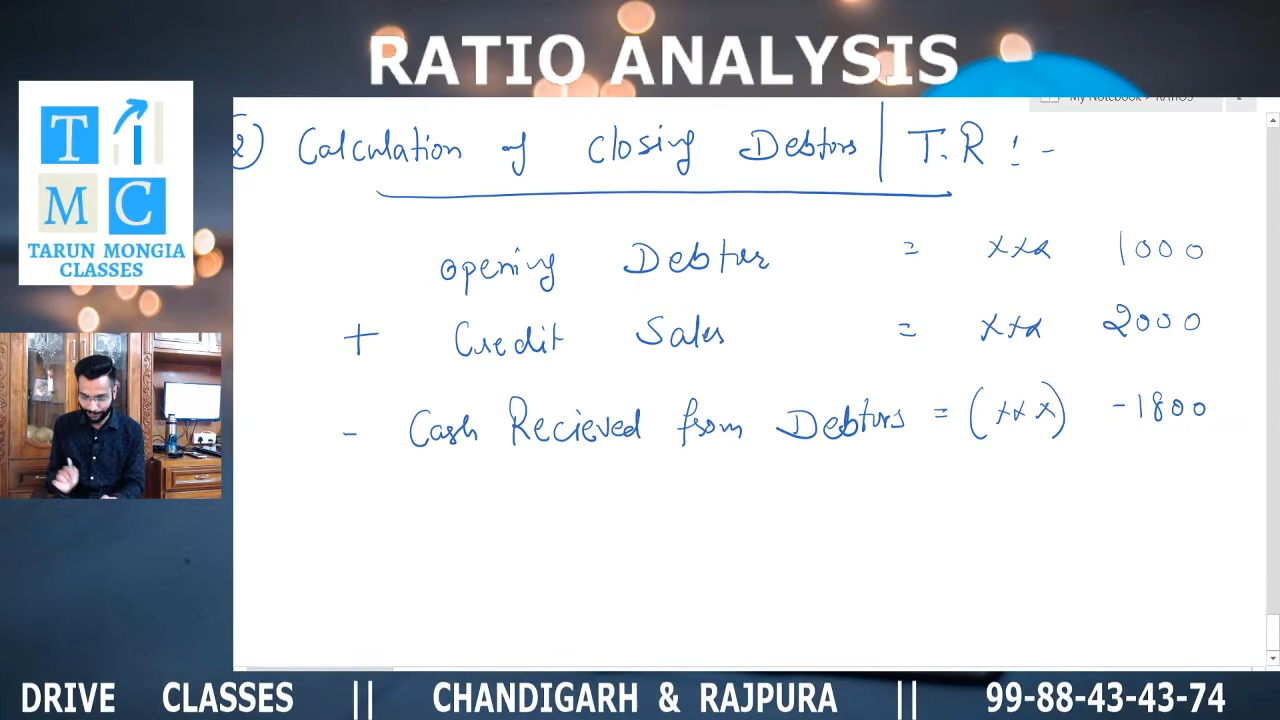 RATIO ANALYSIS
T i
M C
TARUN MONGIA
CLASSES
2) Calculation of closing Debtors | T.R :-
opening Debtor = xxx 1000
+ Credit Sales = xxx 2000
- Cash Recieved from Debtors = (xxx) -1800
DRIVE CLASSES || CHANDIGARH & RAJPURA || 99-88-43-43-74